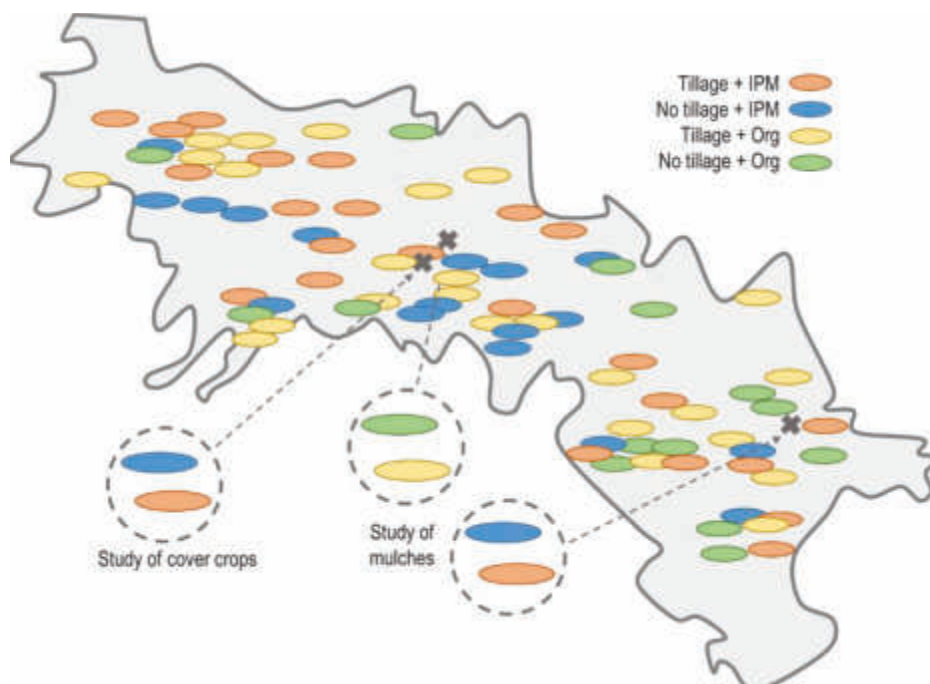 Tillage + IPM
No tillage + IPM
Tillage + Org
No tillage + Org
Study of cover crops
Study of
mulches